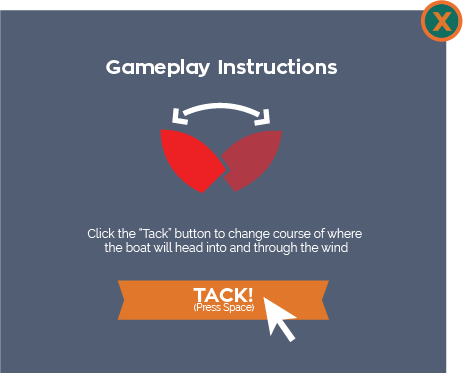 X
Gameplay Instructions
Click the "Tack" button to change course of where
the boat will head into and through the wind
TACK!
(Press Space)